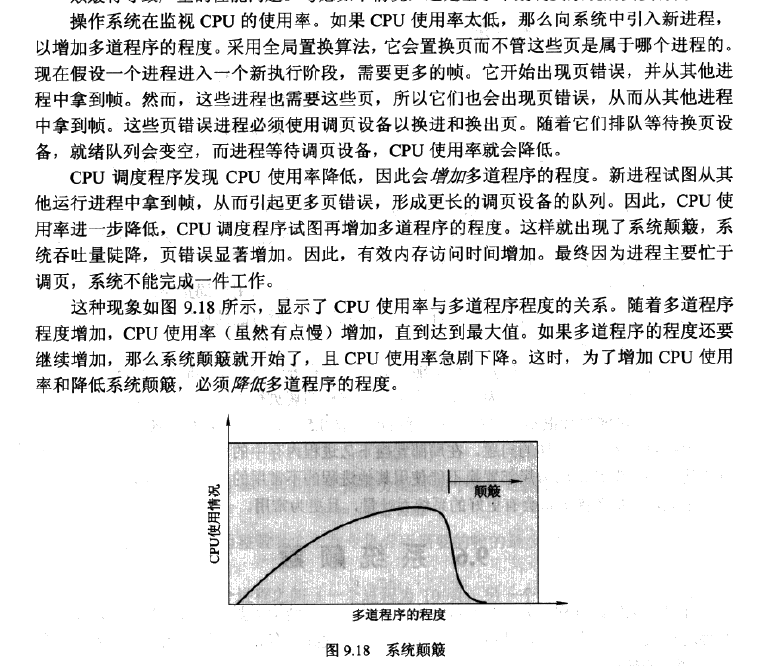 操作系统在监视 CPU 的使用率。如果 CPU 使用率太低，那么向系统中引入新进程，
以增加多道程序的程度。采用全局置换算法，它会置换页而不管这些页是属于哪个进程的。
现在假设一个进程进入一个新执行阶段，需要更多的帧。它开始出现页错误，并从其他进
程中拿到帧。然而，这些进程也需要这些页，所以它们也会出现页错误，从而从其他进程
中拿到帧。这些页错误进程必须使用调页设备以换进和换出页。随着它们排队等待换页设
备，就绪队列会变空，而进程等待调页设备，CPU 使用率就会降低。
CPU 调度程序发现 CPU 使用率降低，因此会增加多道程序的程度。新进程试图从其
他运行进程中拿到帧，从而引起更多页错误，形成更长的调页设备的队列。因此，CPU 使
用率进一步降低，CPU 调度程序试图再增加多道程序的程度。这样就出现了系统颠簸，系
统吞吐量陡降，页错误显著增加。因此，有效内存访问时间增加。最终因为进程主要忙于
调页，系统不能完成一件工作。
这种现象如图 9.18 所示，显示了 CPU 使用率与多道程序程度的关系。随着多道程序
程度增加，CPU 使用率（虽然有点慢）增加，直到达到最大值。如果多道程序的程度还要
继续增加，那么系统颠簸就开始了，且 CPU 使用率急剧下降。这时，为了增加 CPU 使用
率和降低系统颠簸，必须降低多道程序的程度。
颠簸
CPU使用情况
多道程序的程度
图 9.18 系统颠簸